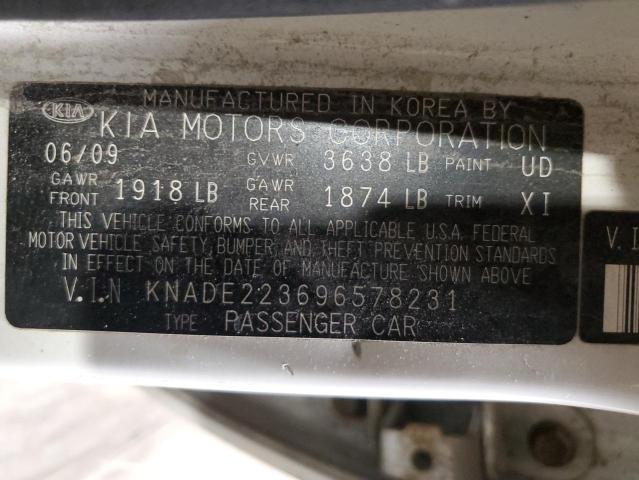 MANUFACTURED IN KOREA BY
KIA KIA MOTORS CORPORATION
06/09 GVWR 3638 LB PAINT UD
GAWR FRONT 1918 LB GAWR REAR 1874 LB TRIM XI
THIS VEHICLE CONFORMS TO ALL APPLICABLE U.S.A. FEDERAL
MOTOR VEHICLE SAFETY, BUMPER, AND THEFT PREVENTION STANDARDS
IN EFFECT ON THE DATE OF MANUFACTURE SHOWN ABOVE
V.I.N KNADE223696578231
TYPE PASSENGER CAR
V. I